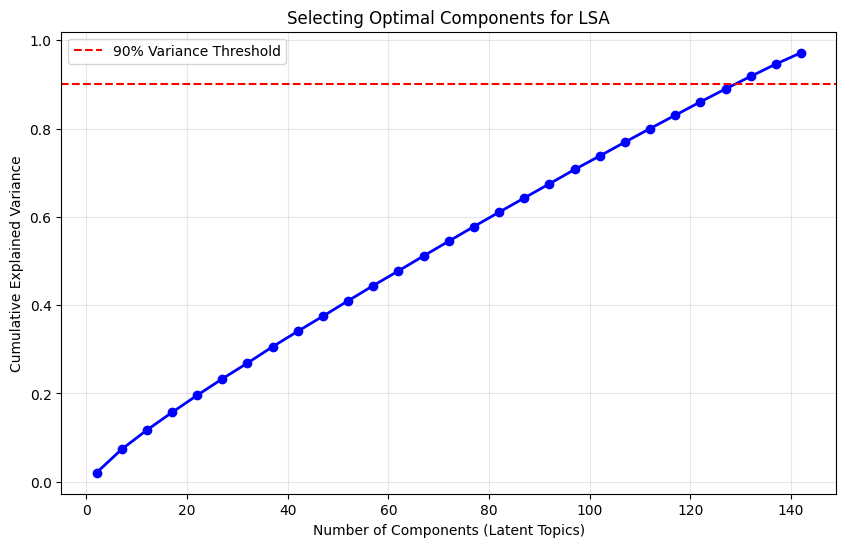 Selecting Optimal Components for LSA
90% Variance Threshold
Cumulative Explained Variance
1.0
0.8
0.6
0.4
0.2
0.0
0 20 40 60 80 100 120 140
Number of Components (Latent Topics)